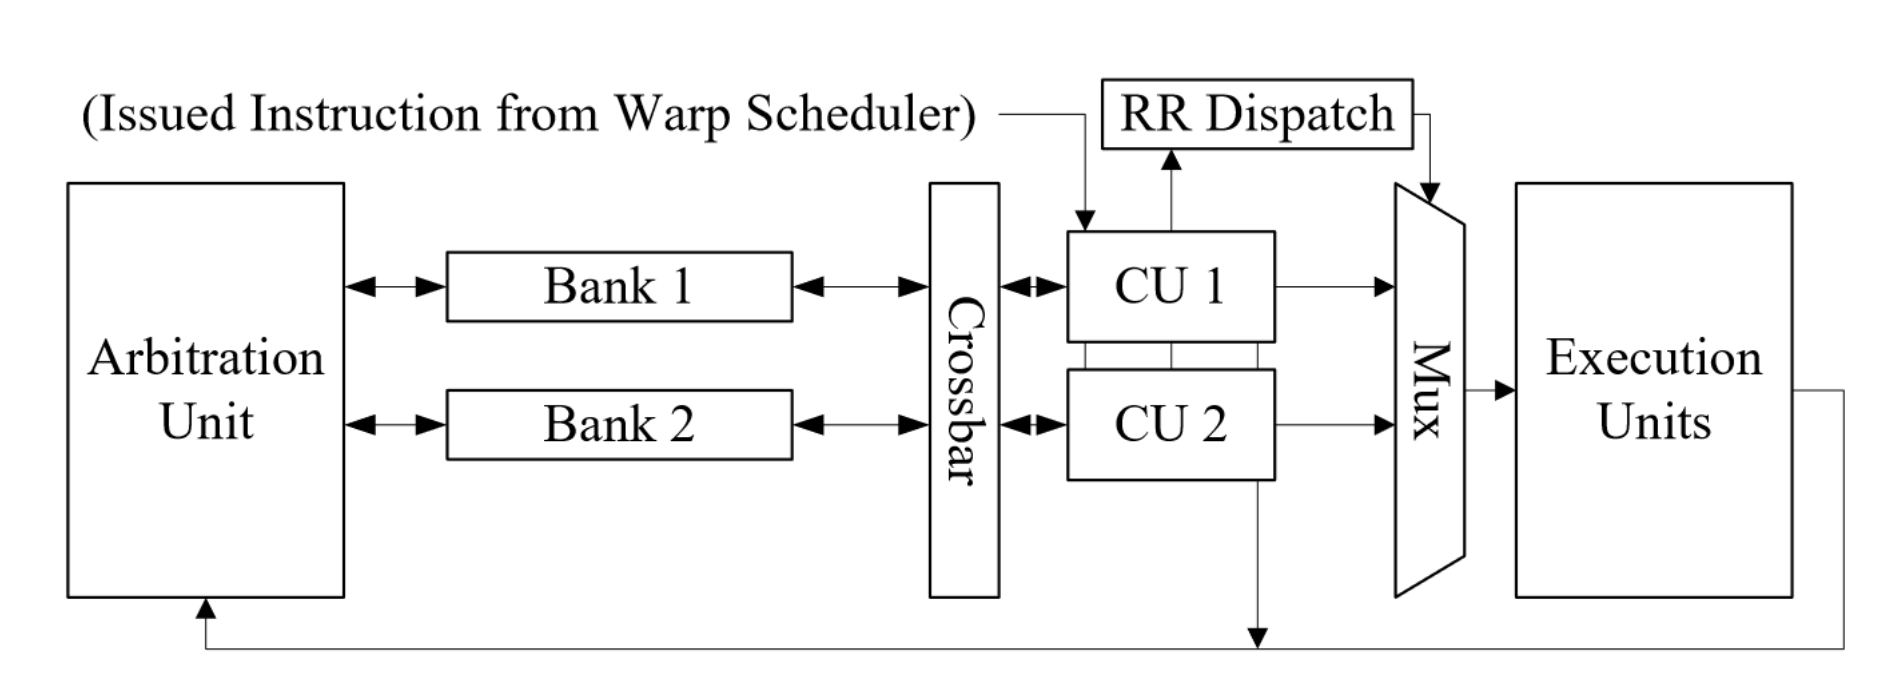 (Issued Instruction from Warp Scheduler)
RR Dispatch
Arbitration
Unit
Bank 1
Bank 2
Crossbar
CU 1
CU 2
Mux
Execution
Units